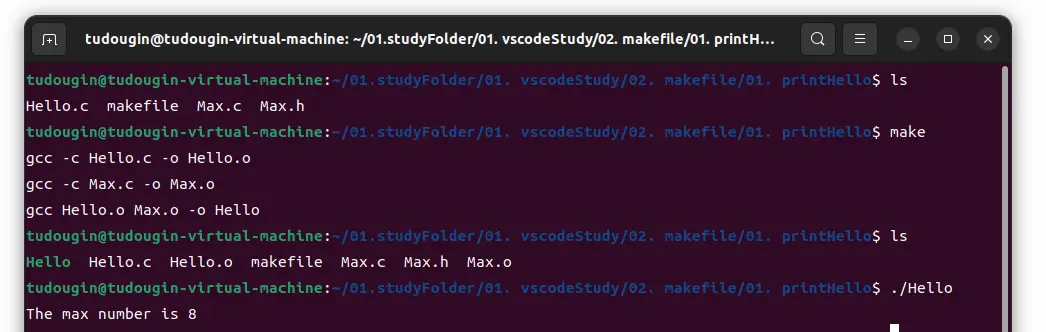 tudougin@tudougin-virtual-machine: ~/01.studyFolder/01. vscodeStudy/02. makefile/01. printH...
tudougin@tudougin-virtual-machine:~/01.studyFolder/01. vscodeStudy/02. makefile/01. printHello$ ls
Hello.c  makefile  Max.c  Max.h
tudougin@tudougin-virtual-machine:~/01.studyFolder/01. vscodeStudy/02. makefile/01. printHello$ make
gcc -c Hello.c -o Hello.o
gcc -c Max.c -o Max.o
gcc Hello.o Max.o -o Hello
tudougin@tudougin-virtual-machine:~/01.studyFolder/01. vscodeStudy/02. makefile/01. printHello$ ls
Hello  Hello.c  Hello.o  makefile  Max.c  Max.h  Max.o
tudougin@tudougin-virtual-machine:~/01.studyFolder/01. vscodeStudy/02. makefile/01. printHello$ ./Hello
The max number is 8